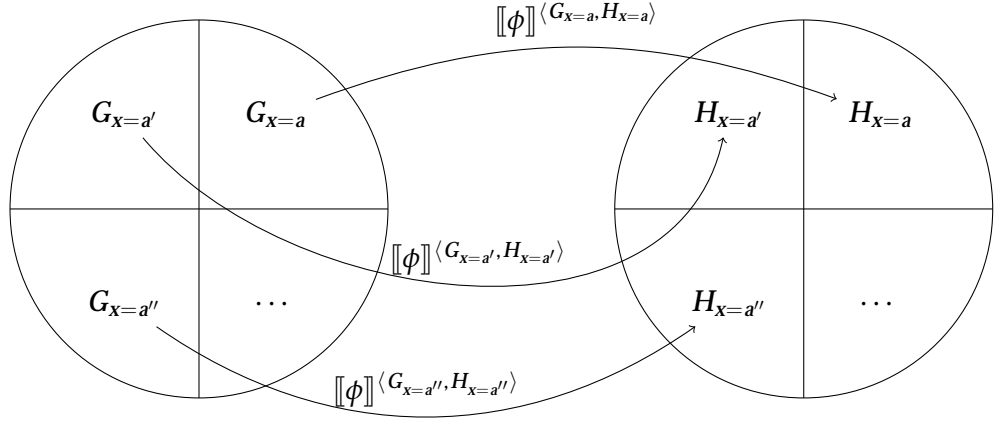 ⟦ϕ⟧^⟨G_{x=a}, H_{x=a}⟩
G_{x=a′} G_{x=a} H_{x=a′} H_{x=a}
⟦ϕ⟧^⟨G_{x=a′}, H_{x=a′}⟩
G_{x=a″} … H_{x=a″} …
⟦ϕ⟧^⟨G_{x=a″}, H_{x=a″}⟩